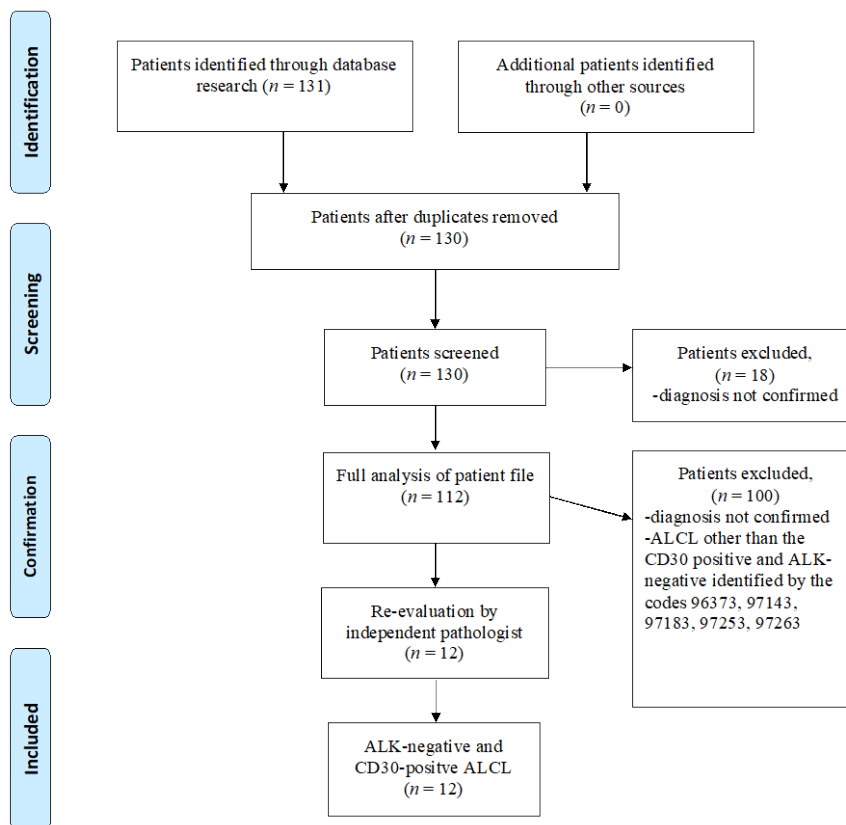 Identification
Patients identified through database
research (n = 131)
Additional patients identified
through other sources
(n = 0)
Patients after duplicates removed
(n = 130)
Screening
Patients screened
(n = 130)
Patients excluded,
(n = 18)
-diagnosis not confirmed
Confirmation
Full analysis of patient file
(n = 112)
Patients excluded,
(n = 100)
-diagnosis not confirmed
-ALCL other than the
CD30 positive and ALK-
negative identified by the
codes 96373, 97143,
97183, 97253, 97263
Re-evaluation by
independent pathologist
(n = 12)
Included
ALK-negative and
CD30-positve ALCL
(n = 12)